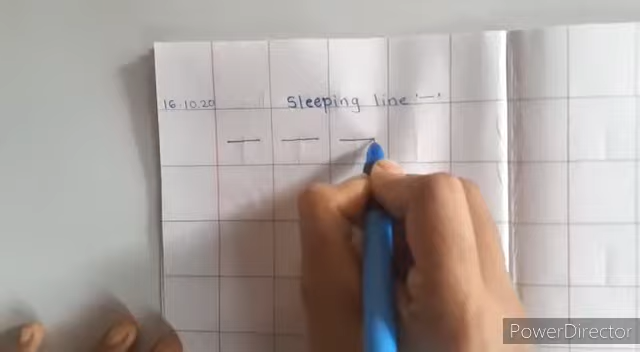 16.10.20 Sleeping line '—'
— — —
PowerDirector